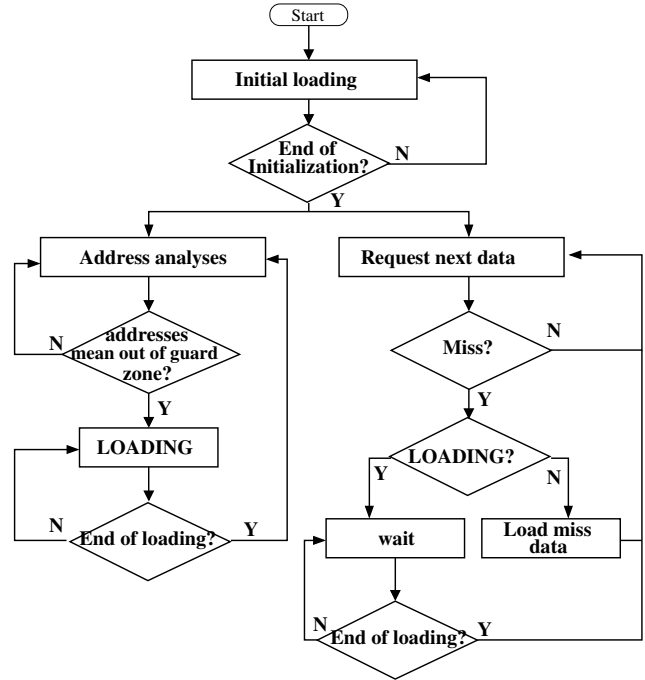 Start
Initial loading
End of
Initialization?
N
Y
Address analyses
Request next data
N
addresses
mean out of guard
zone?
Y
Miss?
N
Y
LOADING
LOADING?
Y
N
N
End of loading?
Y
wait
Load miss
data
N
End of loading?
Y